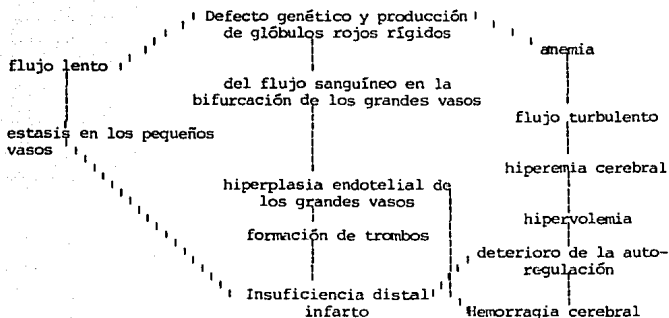 Defecto genético y producción
de glóbulos rojos rígidos
flujo lento
anemia
del flujo sanguíneo en la
bifurcación de los grandes vasos
flujo turbulento
estasis en los pequeños
vasos
hiperemia cerebral
hiperplasia endotelial de
los grandes vasos
hipervolemia
formación de trombos
deterioro de la auto-
regulación
Insuficiencia distal
infarto
Hemorragia cerebral